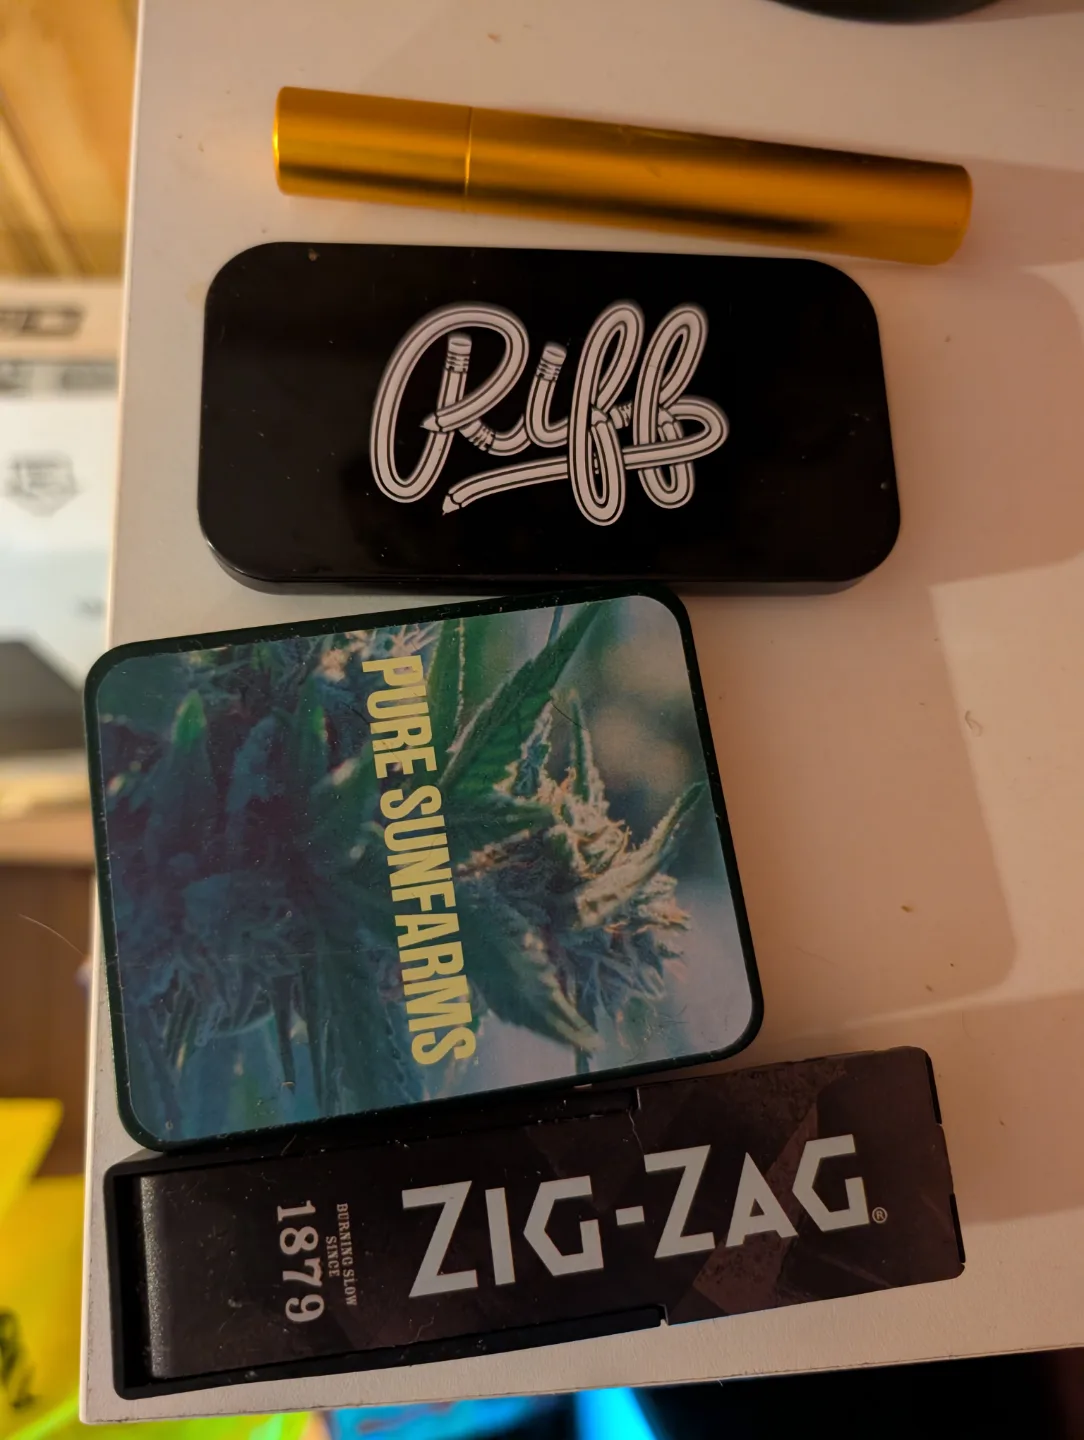 Riff
PURE SUNFARMS
ZIG-ZAG®
BURNING SLOW
SINCE
1879